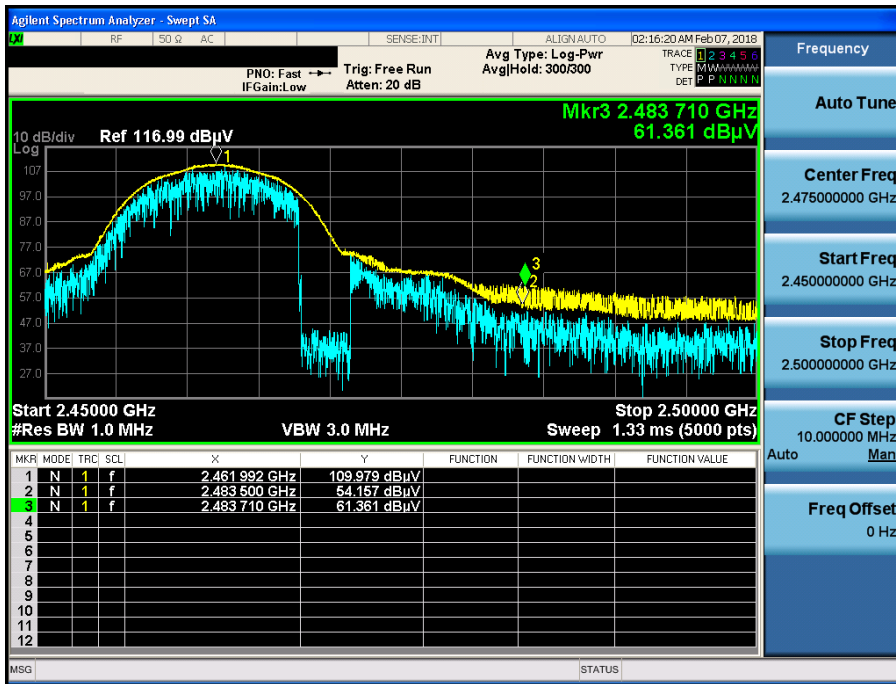 Agilent Spectrum Analyzer - Swept SA
LXI RF 50 Ω AC SENSE:INT ALIGN AUTO 02:16:20 AM Feb 07, 2018
PNO: Fast Trig: Free Run Avg Type: Log-Pwr TRACE 1 2 3 4 5 6
IFGain:Low Atten: 20 dB Avg|Hold: 300/300 TYPE MWWWWW
DET P P N N N N
Mkr3 2.483 710 GHz
61.361 dBµV
10 dB/div Ref 116.99 dBµV
Log
107
97.0
87.0
77.0
67.0
57.0
47.0
37.0
27.0
1
3
2
Start 2.45000 GHz Stop 2.50000 GHz
#Res BW 1.0 MHz VBW 3.0 MHz Sweep 1.33 ms (5000 pts)
MKR MODE TRC SCL X Y FUNCTION FUNCTION WIDTH FUNCTION VALUE
1 N 1 f 2.461 992 GHz 109.979 dBµV
2 N 1 f 2.483 500 GHz 54.157 dBµV
3 N 1 f 2.483 710 GHz 61.361 dBµV
4
5
6
7
8
9
10
11
12
MSG STATUS
Frequency
Auto Tune
Center Freq
2.475000000 GHz
Start Freq
2.450000000 GHz
Stop Freq
2.500000000 GHz
CF Step
10.000000 MHz
Auto Man
Freq Offset
0 Hz